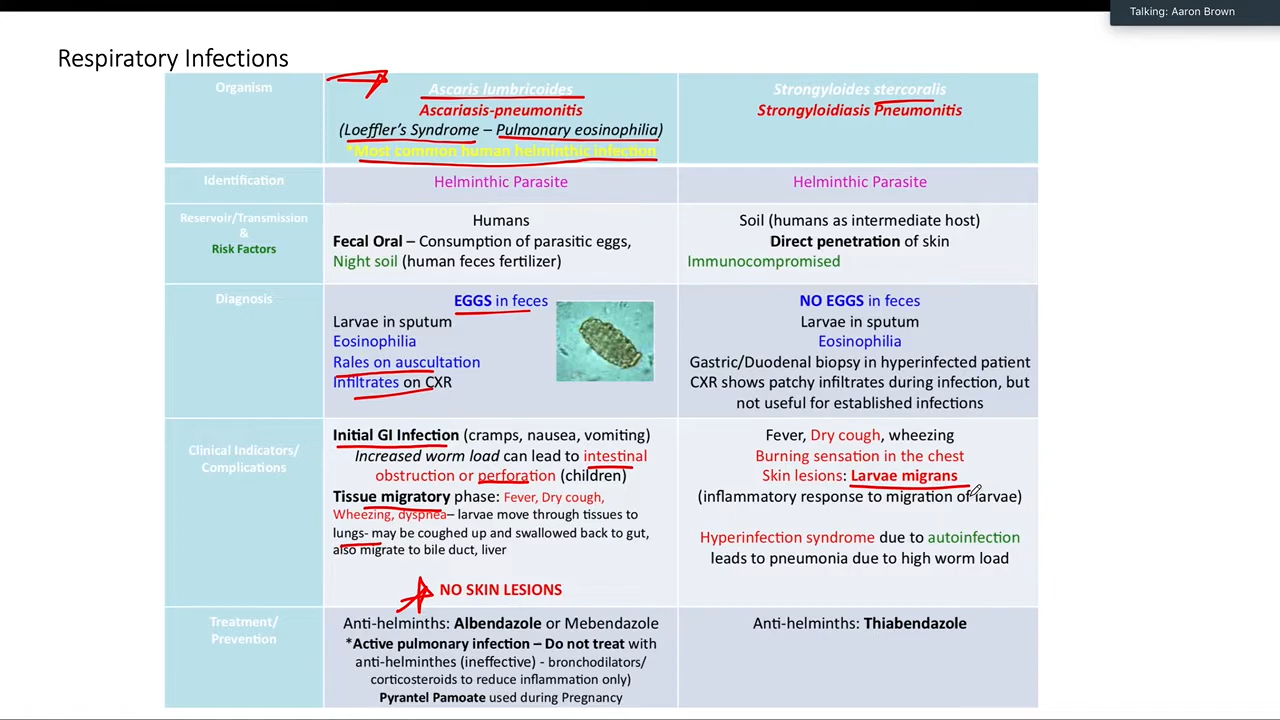 Talking: Aaron Brown
Respiratory Infections
Organism
Ascaris lumbricoides
Ascariasis-pneumonitis
(Loeffler's Syndrome – Pulmonary eosinophilia)
*Most common human helminthic infection
Strongyloides stercoralis
Strongyloidiasis Pneumonitis
Identification
Helminthic Parasite
Helminthic Parasite
Reservoir/Transmission
&
Risk Factors
Humans
Fecal Oral – Consumption of parasitic eggs,
Night soil (human feces fertilizer)
Soil (humans as intermediate host)
Direct penetration of skin
Immunocompromised
Diagnosis
EGGS in feces
Larvae in sputum
Eosinophilia
Rales on auscultation
Infiltrates on CXR
NO EGGS in feces
Larvae in sputum
Eosinophilia
Gastric/Duodenal biopsy in hyperinfected patient
CXR shows patchy infiltrates during infection, but
not useful for established infections
Clinical Indicators/
Complications
Initial GI Infection (cramps, nausea, vomiting)
Increased worm load can lead to intestinal
obstruction or perforation (children)
Tissue migratory phase: Fever, Dry cough,
Wheezing, dyspnea– larvae move through tissues to
lungs- may be coughed up and swallowed back to gut,
also migrate to bile duct, liver
NO SKIN LESIONS
Fever, Dry cough, wheezing
Burning sensation in the chest
Skin lesions: Larvae migrans
(inflammatory response to migration of larvae)
Hyperinfection syndrome due to autoinfection
leads to pneumonia due to high worm load
Treatment/
Prevention
Anti-helminths: Albendazole or Mebendazole
*Active pulmonary infection – Do not treat with
anti-helminthes (ineffective) - bronchodilators/
corticosteroids to reduce inflammation only)
Pyrantel Pamoate used during Pregnancy
Anti-helminths: Thiabendazole